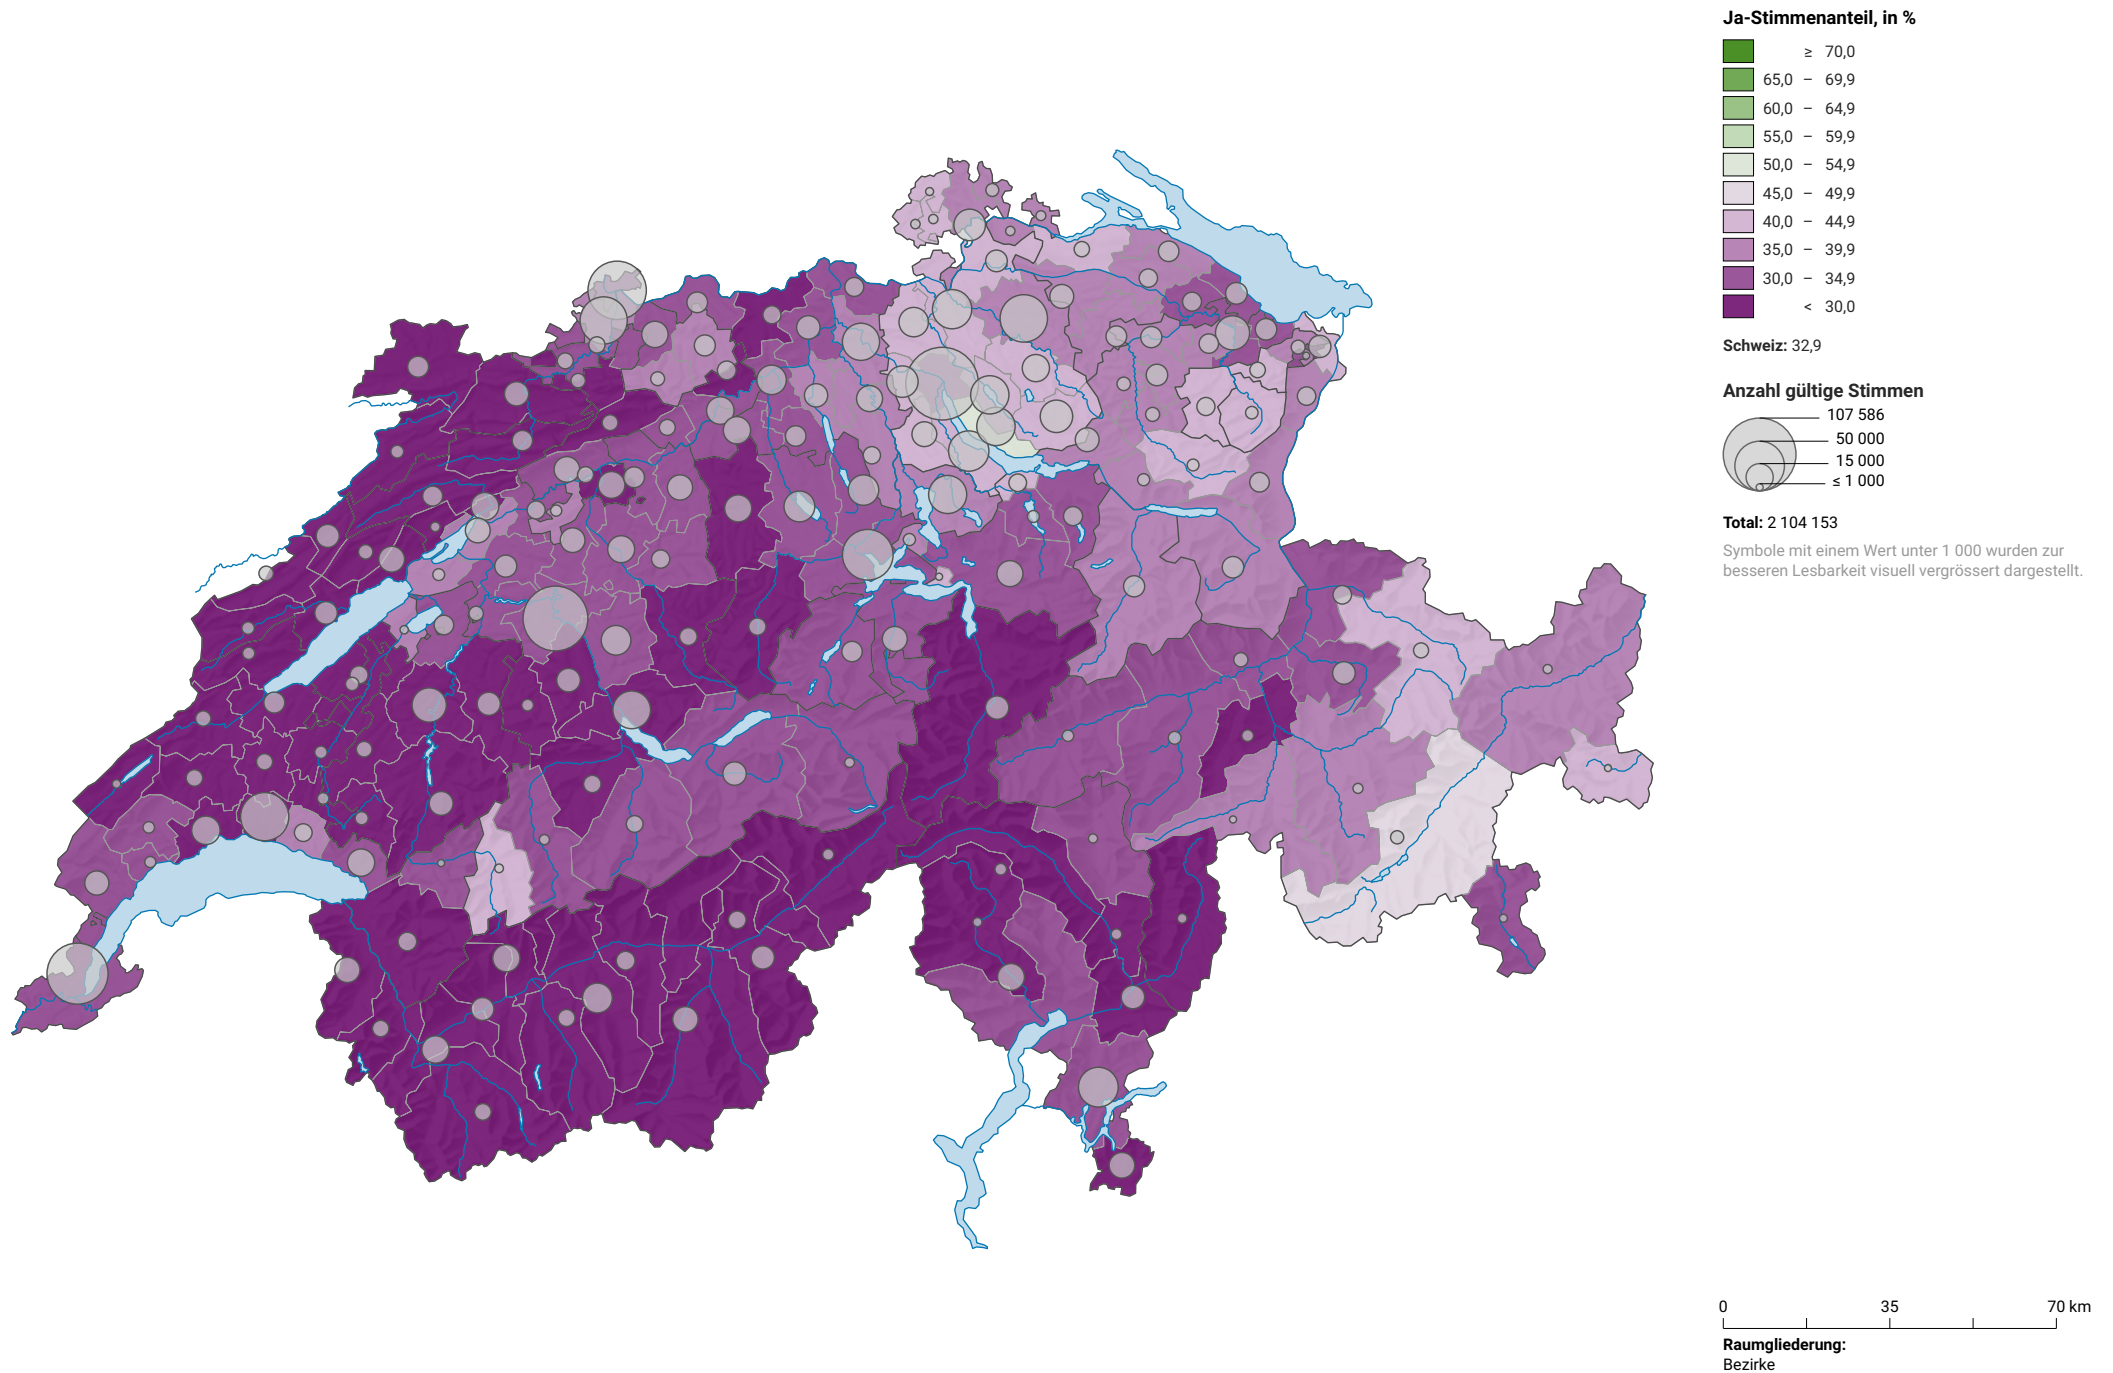 Ja-Stimmenanteil, in %
≥ 70,0
65,0 – 69,9
60,0 – 64,9
55,0 – 59,9
50,0 – 54,9
45,0 – 49,9
40,0 – 44,9
35,0 – 39,9
30,0 – 34,9
< 30,0
Schweiz: 32,9
Anzahl gültige Stimmen
107 586
50 000
15 000
≤ 1 000
Total: 2 104 153
Symbole mit einem Wert unter 1 000 wurden zur
besseren Lesbarkeit visuell vergrössert dargestellt.
0 35 70 km
Raumgliederung:
Bezirke